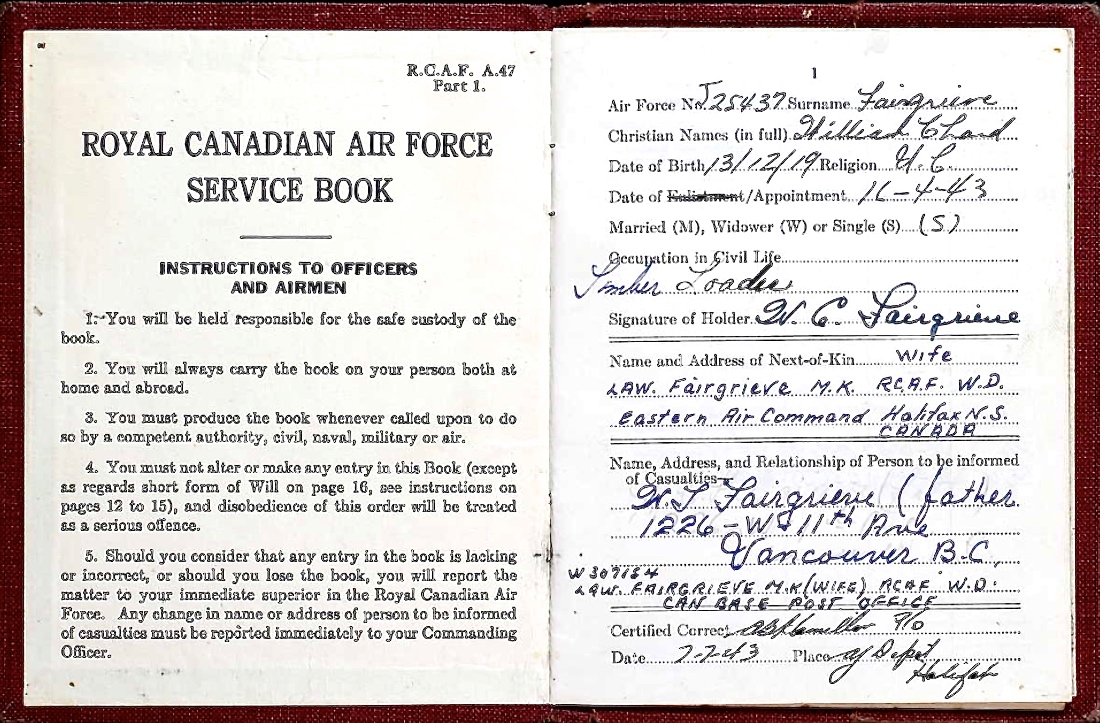 R.C.A.F. A.47
Part 1.
ROYAL CANADIAN AIR FORCE
SERVICE BOOK
INSTRUCTIONS TO OFFICERS
AND AIRMEN
1. You will be held responsible for the safe custody of the
book.
2. You will always carry the book on your person both at
home and abroad.
3. You must produce the book whenever called upon to do
so by a competent authority, civil, naval, military or air.
4. You must not alter or make any entry in this Book (except
as regards short form of Will on page 16, see instructions on
pages 12 to 15), and disobedience of this order will be treated
as a serious offence.
5. Should you consider that any entry in the book is lacking
or incorrect, or should you lose the book, you will report the
matter to your immediate superior in the Royal Canadian Air
Force. Any change in name or address of person to be informed
of casualties must be reported immediately to your Commanding
Officer.
1
Air Force No. J25437 Surname Fairgrieve
Christian Names (in full) William
Date of Birth 13/12/19 Religion U.C.
Date of Enlistment/Appointment 16-4-43
Married (M), Widower (W) or Single (S) (S)
Occupation in Civil Life
Timber Loader
Signature of Holder W. C. Fairgrieve
Name and Address of Next-of-Kin Wife
LAW. Fairgrieve M.K. R.C.A.F. W.D.
Eastern Air Command Halifax N.S.
CANADA
Name, Address, and Relationship of Person to be informed
of Casualties—
Fairgrieve (father
1226 - W - 11th Ave
Vancouver B.C.
LAW. FAIRGRIEVE M.K (WIFE) RCAF. W.D.
CAN BASE POST OFFICE
Certified Correct F/O
Date 7-7-43 Place "Y" Depot
Halifax